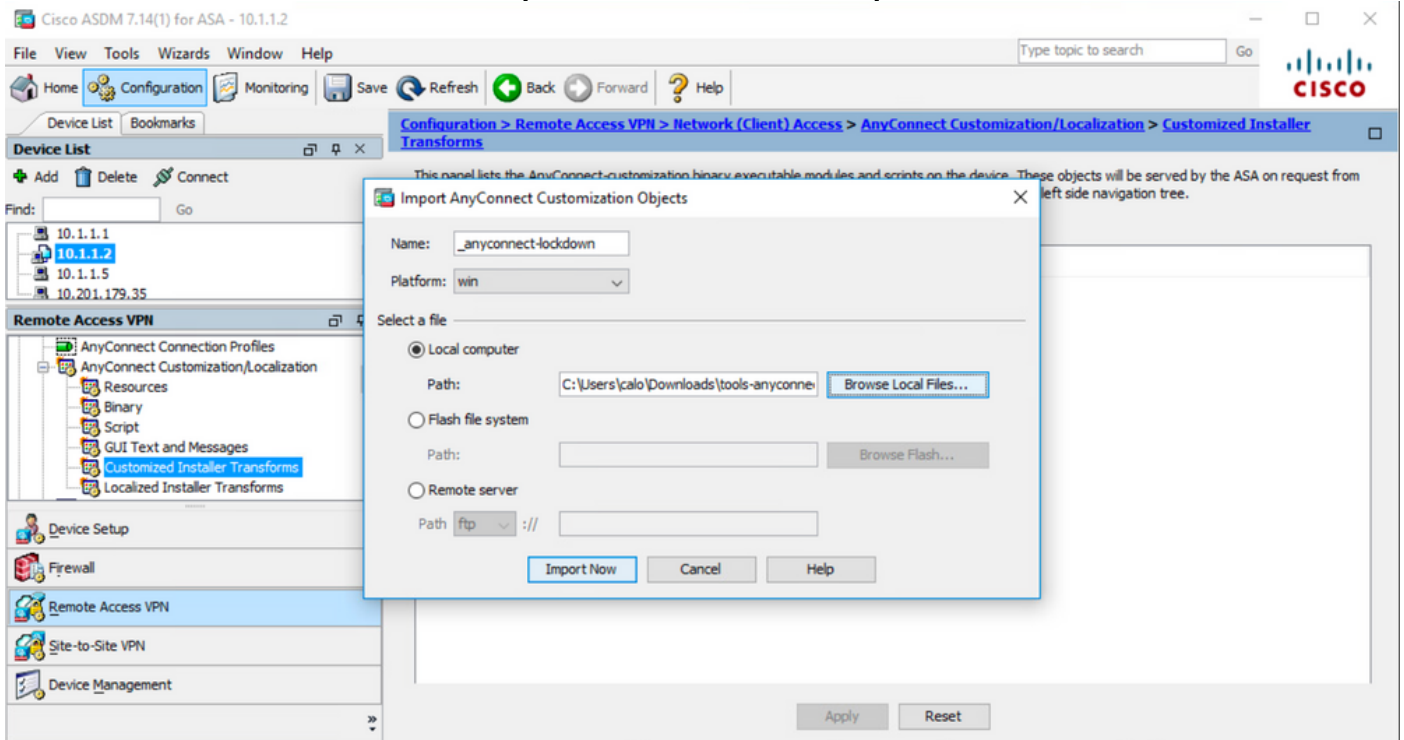 Cisco ASDM 7.14(1) for ASA - 10.1.1.2
File View Tools Wizards Window Help
Type topic to search Go
Home Configuration Monitoring Save Refresh Back Forward Help
CISCO
Device List Bookmarks
Device List
Add Delete Connect
Find: Go
10.1.1.1
10.1.1.2
10.1.1.5
10.201.179.35
Remote Access VPN
AnyConnect Connection Profiles
AnyConnect Customization/Localization
Resources
Binary
Script
GUI Text and Messages
Customized Installer Transforms
Localized Installer Transforms
Device Setup
Firewall
Remote Access VPN
Site-to-Site VPN
Device Management
Configuration > Remote Access VPN > Network (Client) Access > AnyConnect Customization/Localization > Customized Installer
Transforms
This panel lists the AnyConnect-customization binary executable modules and scripts on the device. These objects will be served by the ASA on request from
left side navigation tree.
Import AnyConnect Customization Objects
Name: _anyconnect-lockdown
Platform: win
Select a file
Local computer
Path: C:\Users\calo\Downloads\tools-anyconne Browse Local Files...
Flash file system
Path: Browse Flash...
Remote server
Path ftp ://
Import Now Cancel Help
Apply Reset